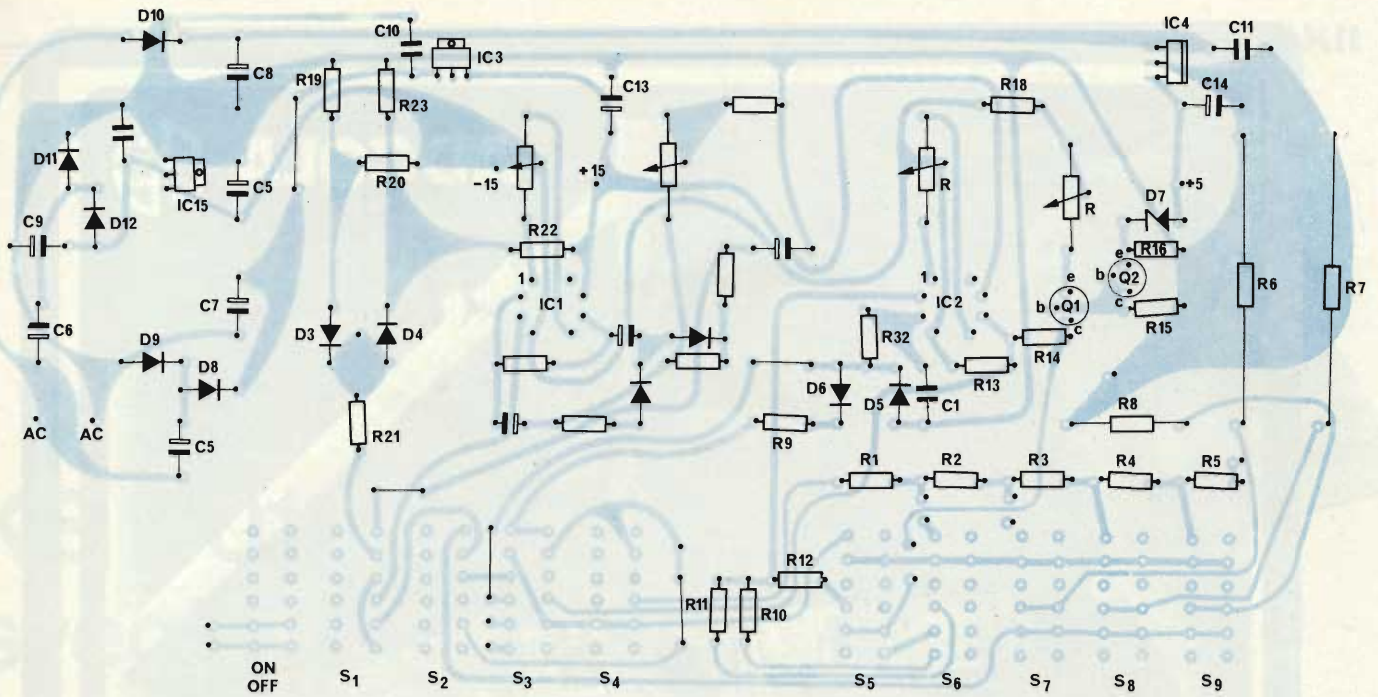 D10
C10
IC3
IC4
C11
C8
R19
R23
C13
R18
C14
D11
IC15
C5
R20
-15
+15
R
+5
D7
R
D12
C9
R22
e
R16
b
Q2
c
1
IC1
1
IC2
e
b
Q1
c
R6
R7
C7
C6
D3
D4
R32
R14
R15
D9
D8
D6
D5
C1
R13
AC
AC
C5
R21
R9
R8
R1
R2
R3
R4
R5
R12
R11
R10
ON
OFF
S1
S2
S3
S4
S5
S6
S7
S8
S9